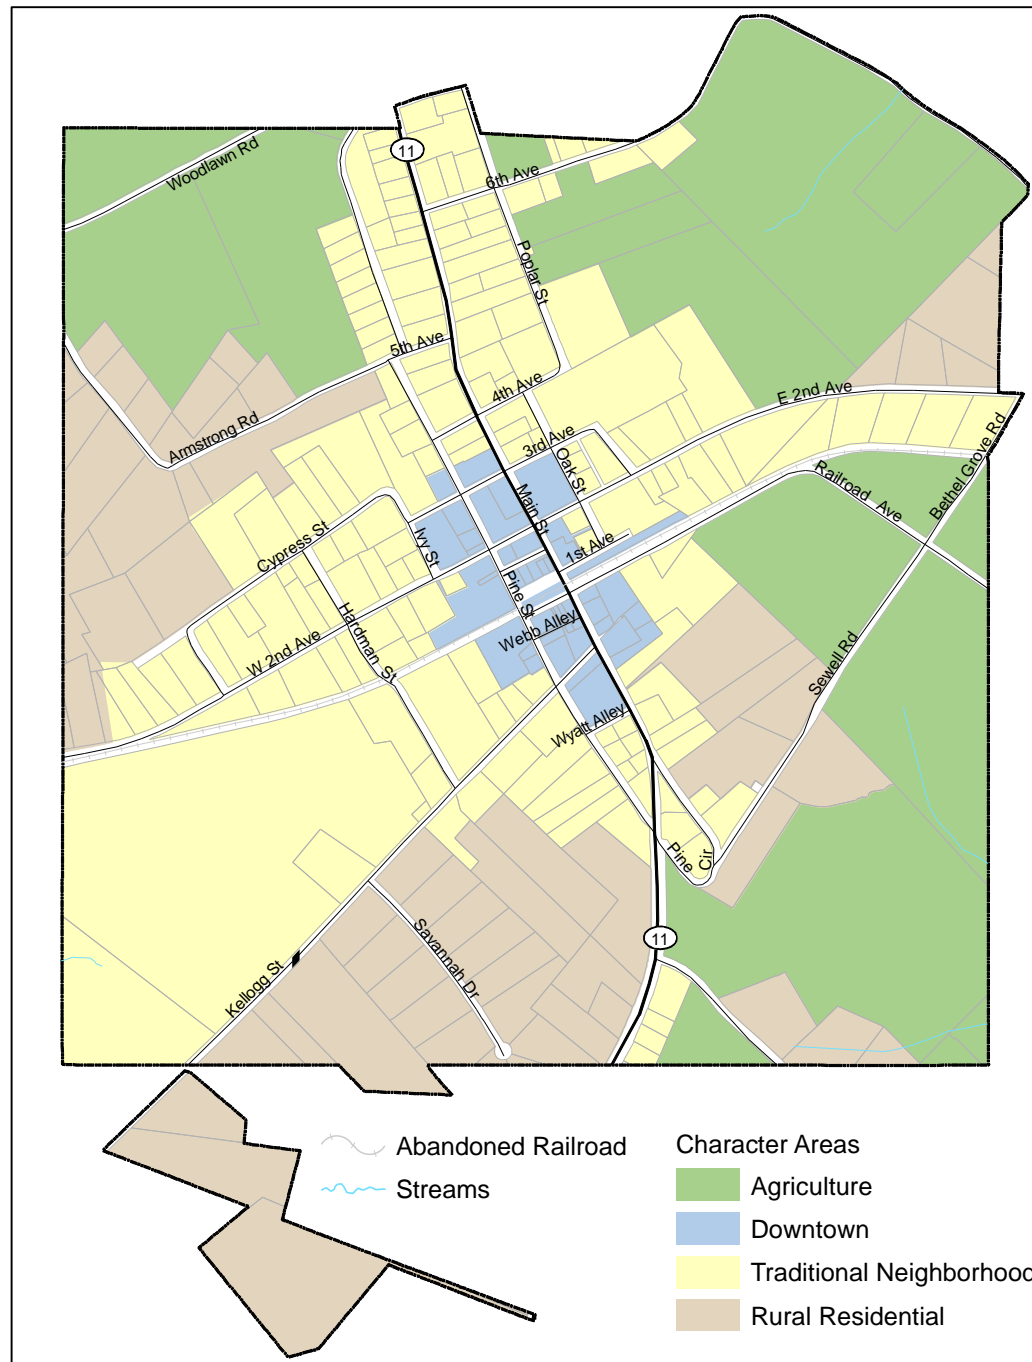 11
Woodlawn Rd
6th Ave
Poplar St
5th Ave
4th Ave
E 2nd Ave
Armstrong Rd
3rd Ave
Oak St
Bethel Grove Rd
Railroad Ave
Main St
Cypress St
Ivy St
1st Ave
Pine St
Hardman St
Webb Alley
W 2nd Ave
Sewell Rd
Wyatt Alley
Pine Cir
Savannah Dr
11
Kellogg St
Abandoned Railroad
Streams
Character Areas
Agriculture
Downtown
Traditional Neighborhood
Rural Residential